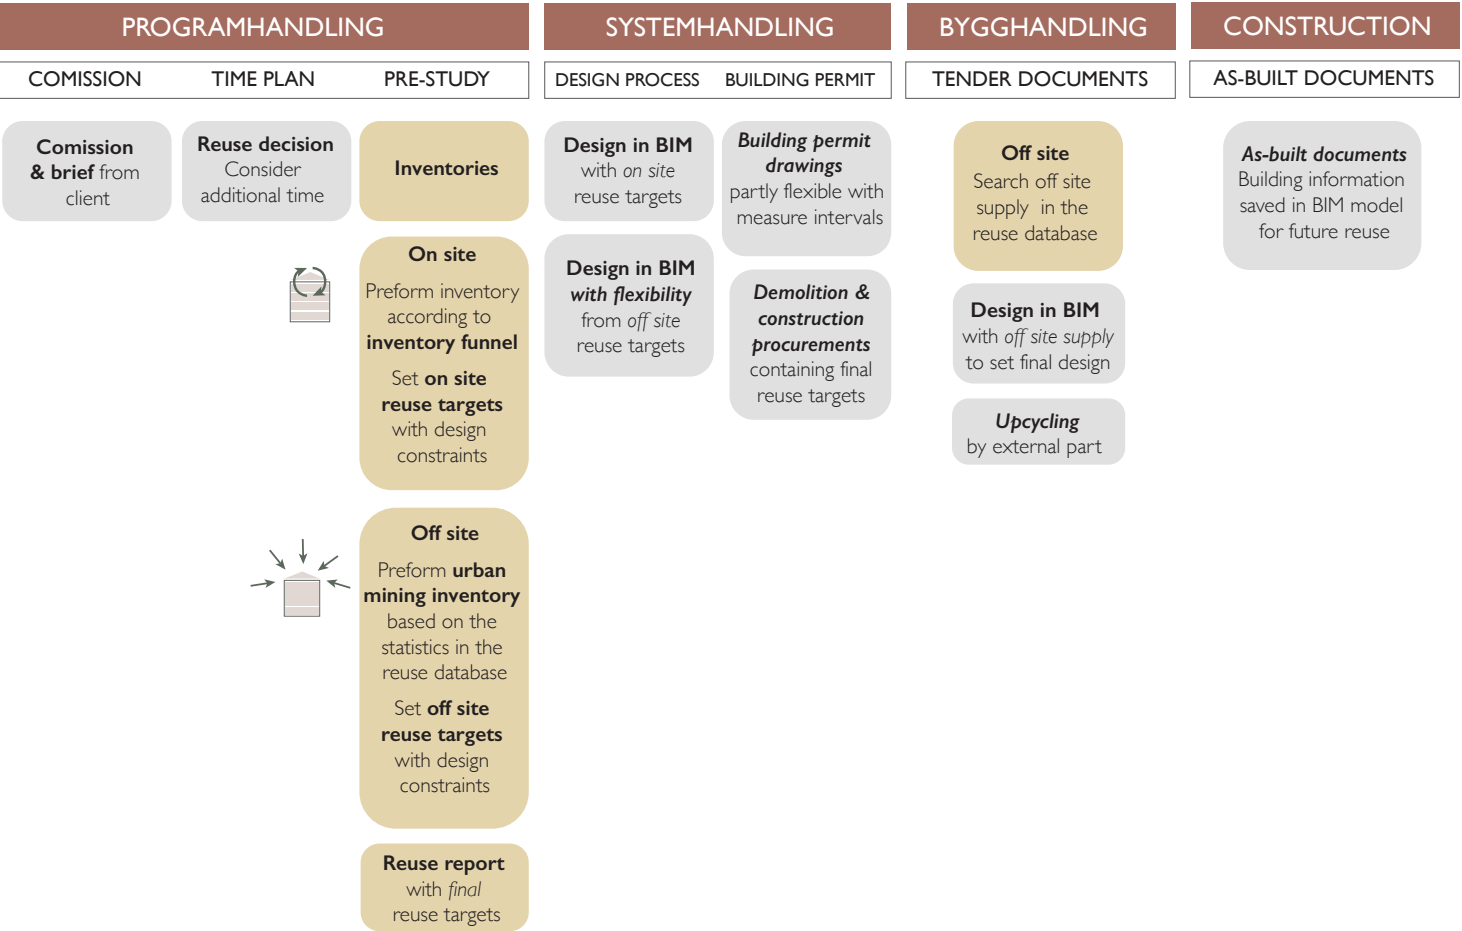 PROGRAMHANDLING
SYSTEMHANDLING
BYGGHANDLING
CONSTRUCTION
COMISSION
TIME PLAN
PRE-STUDY
DESIGN PROCESS
BUILDING PERMIT
TENDER DOCUMENTS
AS-BUILT DOCUMENTS
Comission
& brief from
client
Reuse decision
Consider
additional time
Inventories
On site
Preform inventory
according to
inventory funnel
Set on site
reuse targets
with design
constraints
Off site
Preform urban
mining inventory
based on the
statistics in the
reuse database
Set off site
reuse targets
with design
constraints
Reuse report
with final
reuse targets
Design in BIM
with on site
reuse targets
Design in BIM
with flexibility
from off site
reuse targets
Building permit
drawings
partly flexible with
measure intervals
Demolition &
construction
procurements
containing final
reuse targets
Off site
Search off site
supply in the
reuse database
Design in BIM
with off site supply
to set final design
Upcycling
by external part
As-built documents
Building information
saved in BIM model
for future reuse